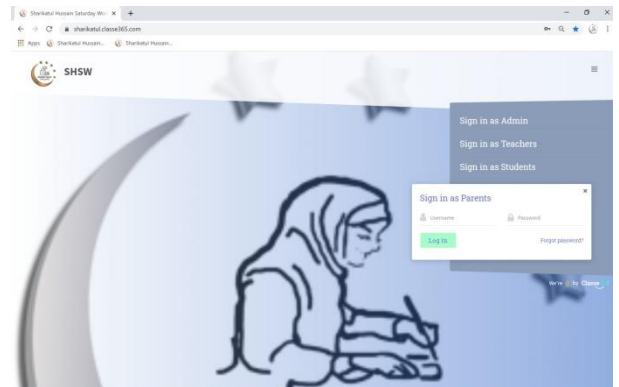 Sharikatul Hussain Saturday Wor
sharikatul.classe365.com
Apps Sharikatul Hussain... Sharikatul Hussain...
SHSW
Sign in as Admin
Sign in as Teachers
Sign in as Students
Sign in as Parents
Username Password
Log in Forgot password?
We're by Classe